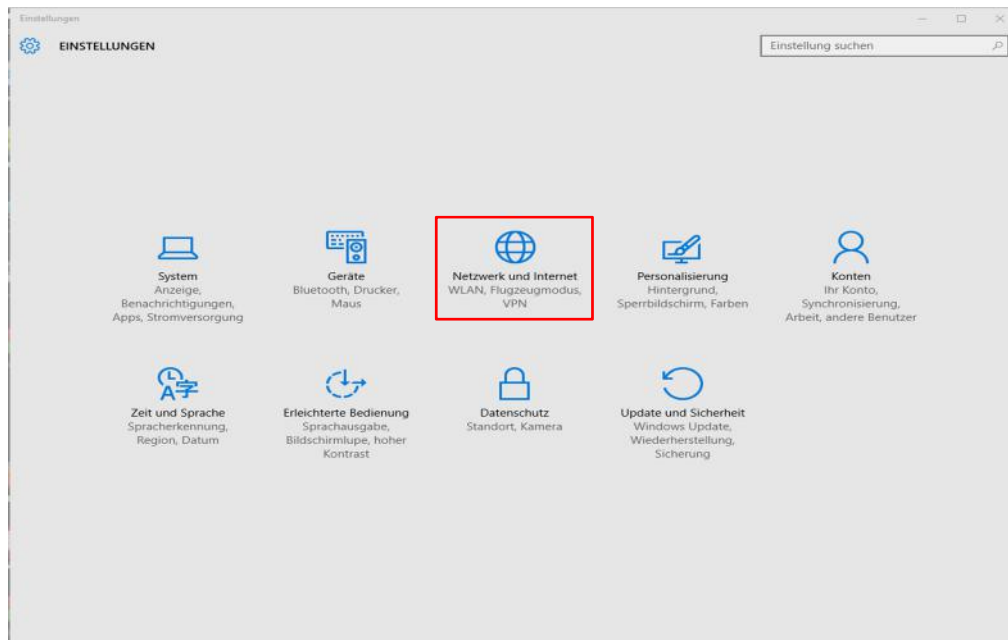 Einstellungen
EINSTELLUNGEN
Einstellung suchen
System
Anzeige,
Benachrichtigungen,
Apps, Stromversorgung
Geräte
Bluetooth, Drucker,
Maus
Netzwerk und Internet
WLAN, Flugzeugmodus,
VPN
Personalisierung
Hintergrund,
Sperrbildschirm, Farben
Konten
Ihr Konto,
Synchronisierung,
Arbeit, andere Benutzer
Zeit und Sprache
Spracherkennung,
Region, Datum
Erleichterte Bedienung
Sprachausgabe,
Bildschirmlupe, hoher
Kontrast
Datenschutz
Standort, Kamera
Update und Sicherheit
Windows Update,
Wiederherstellung,
Sicherung